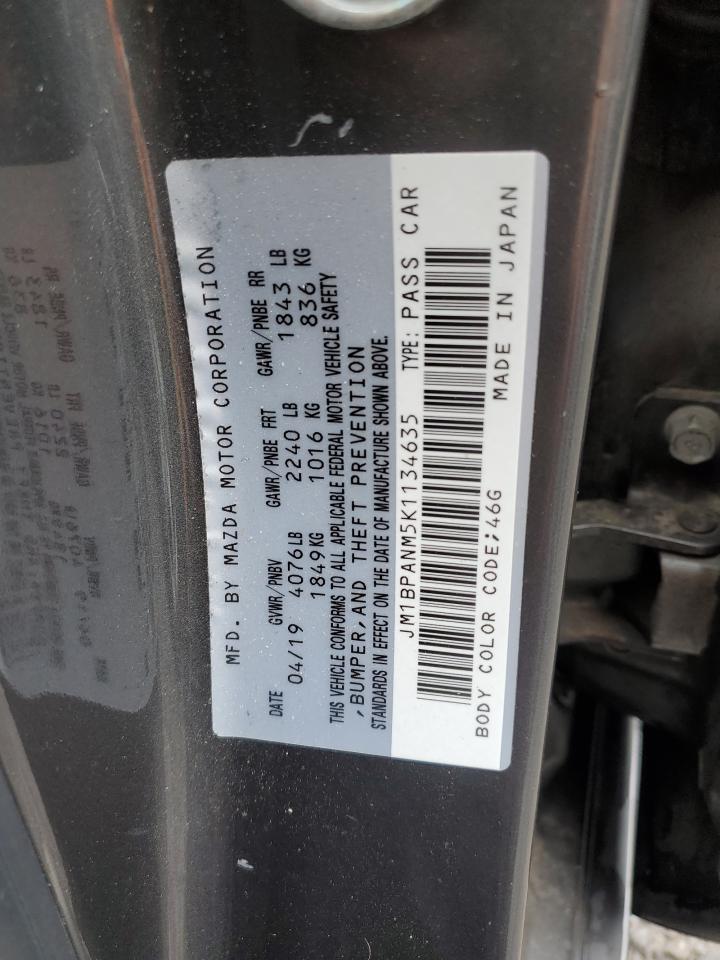 MFD. BY MAZDA MOTOR CORPORATION
DATE GVWR/PNBV GAWR/PNBE FRT GAWR/PNBE RR
04/19 4076LB 2240 LB 1843 LB
1849KG 1016 KG 836 KG
THIS VEHICLE CONFORMS TO ALL APPLICABLE FEDERAL MOTOR VEHICLE SAFETY
,BUMPER,AND THEFT PREVENTION
STANDARDS IN EFFECT ON THE DATE OF MANUFACTURE SHOWN ABOVE.
JM1BPANM5K1134635 TYPE: PASS CAR
BODY COLOR CODE;46G MADE IN JAPAN